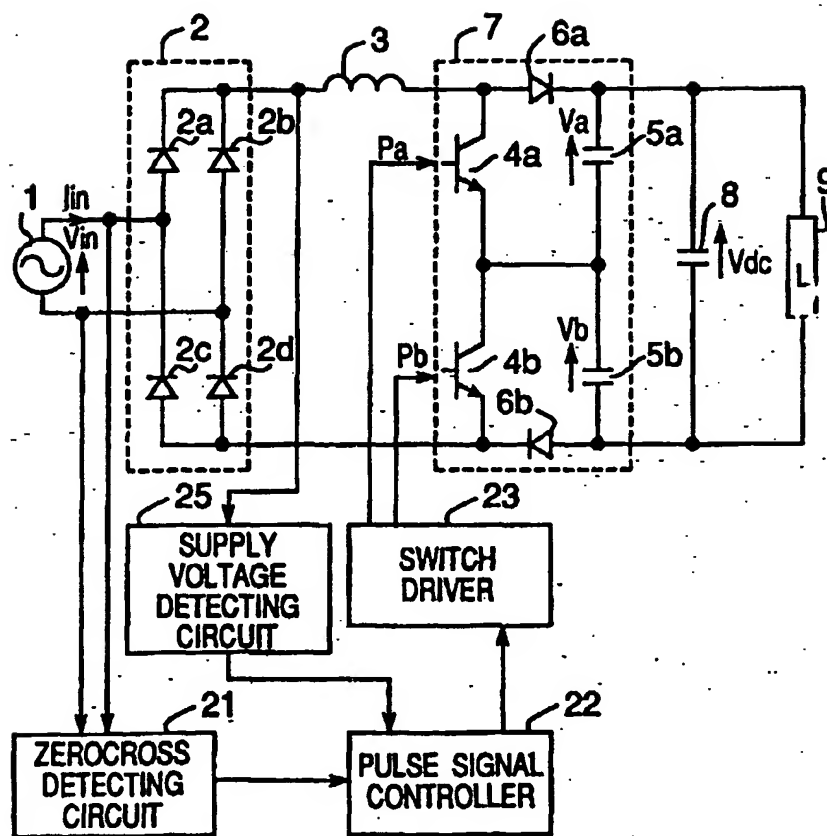 2
3
7
6a
2a
2b
Va
Pa
4a
5a
1
Jin
Vin
8
9
Vdc
L
2c
2d
Pb
4b
Vb
5b
6b
25
23
SUPPLY
VOLTAGE
DETECTING
CIRCUIT
SWITCH
DRIVER
21
22
ZEROCROSS
DETECTING
CIRCUIT
PULSE SIGNAL
CONTROLLER